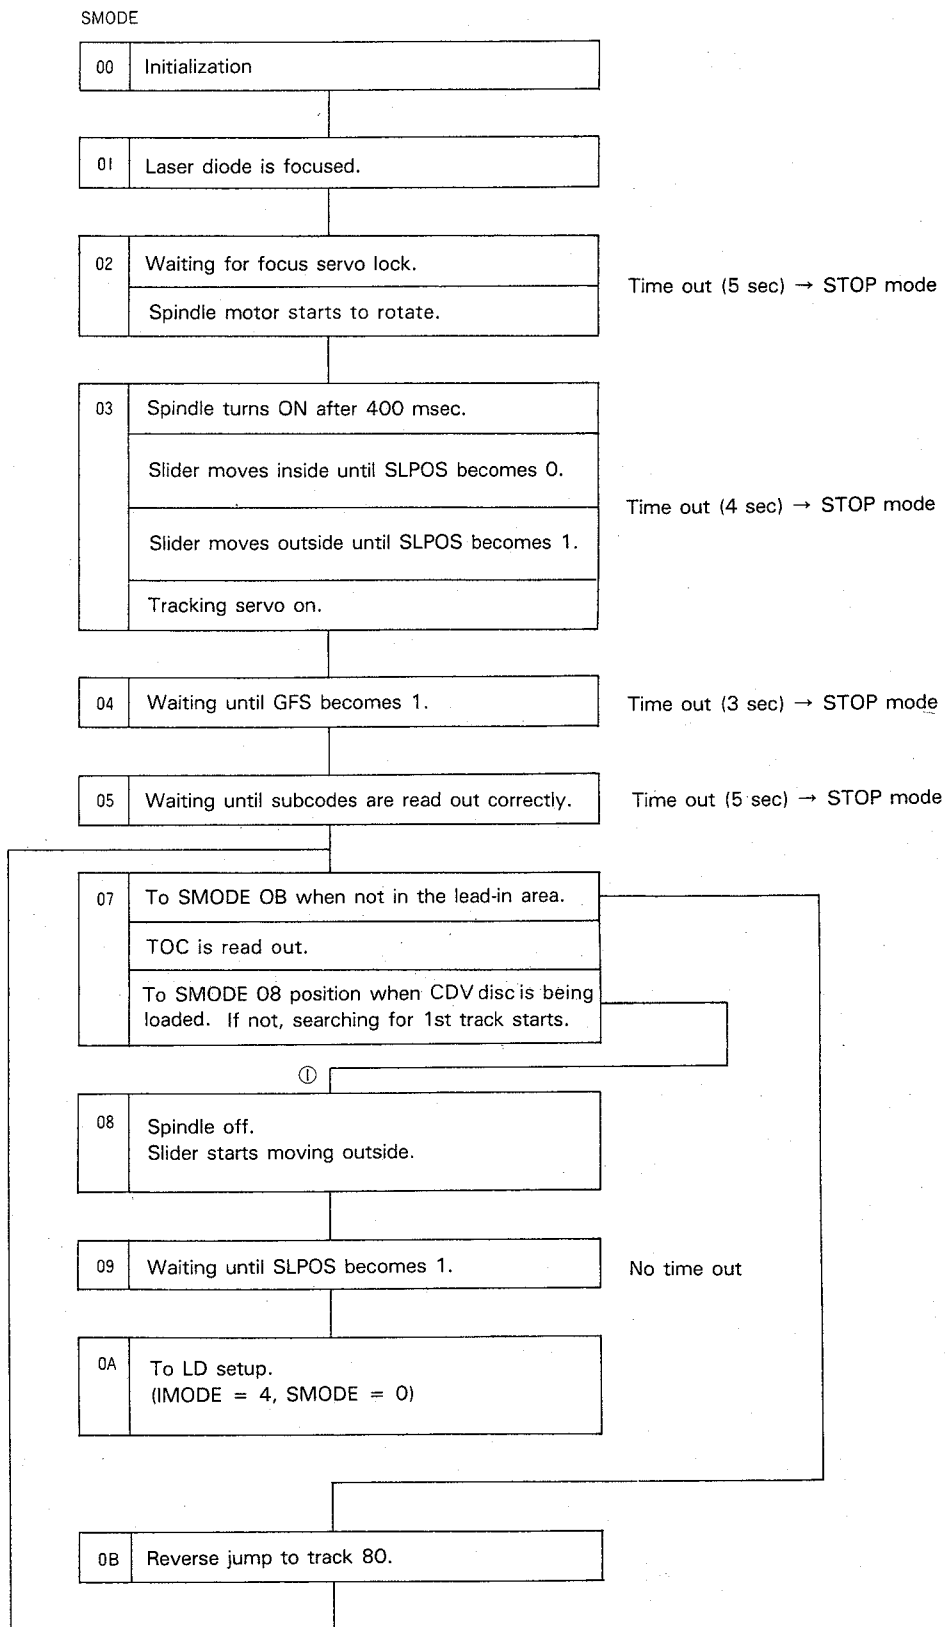 SMODE
00 Initialization
01 Laser diode is focused.
02 Waiting for focus servo lock.
Time out (5 sec) → STOP mode
Spindle motor starts to rotate.
03 Spindle turns ON after 400 msec.
Slider moves inside until SLPOS becomes 0.
Time out (4 sec) → STOP mode
Slider moves outside until SLPOS becomes 1.
Tracking servo on.
04 Waiting until GFS becomes 1. Time out (3 sec) → STOP mode
05 Waiting until subcodes are read out correctly. Time out (5 sec) → STOP mode
07 To SMODE OB when not in the lead-in area.
TOC is read out.
To SMODE 08 position when CDV disc is being
loaded. If not, searching for 1st track starts.
①
08 Spindle off.
Slider starts moving outside.
09 Waiting until SLPOS becomes 1. No time out
0A To LD setup.
(IMODE = 4, SMODE = 0)
0B Reverse jump to track 80.